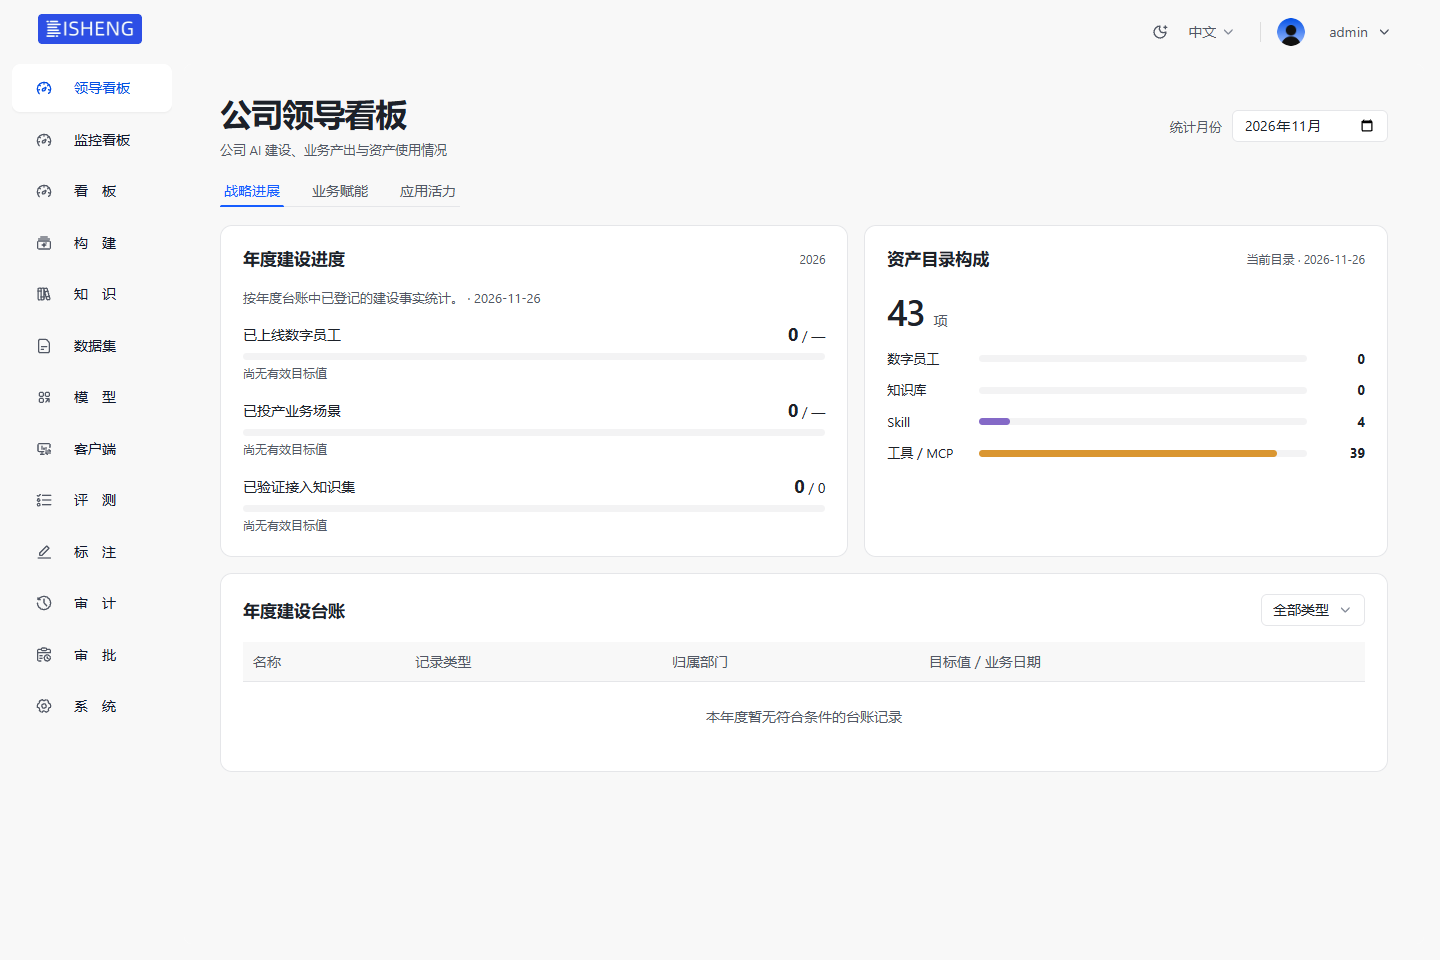 EISHENG
中文
admin
领导看板
监控看板
看 板
构 建
知 识
数据集
模 型
客户端
评 测
标 注
审 计
审 批
系 统
公司领导看板
公司 AI 建设、业务产出与资产使用情况
统计月份
2026年11月
战略进展 业务赋能 应用活力
年度建设进度
2026
按年度台账中已登记的建设事实统计。 · 2026-11-26
已上线数字员工
0 / —
尚无有效目标值
已投产业务场景
0 / —
尚无有效目标值
已验证接入知识集
0 / 0
尚无有效目标值
资产目录构成
当前目录 · 2026-11-26
43 项
数字员工 0
知识库 0
Skill 4
工具 / MCP 39
年度建设台账
全部类型
名称 记录类型 归属部门 目标值 / 业务日期
本年度暂无符合条件的台账记录